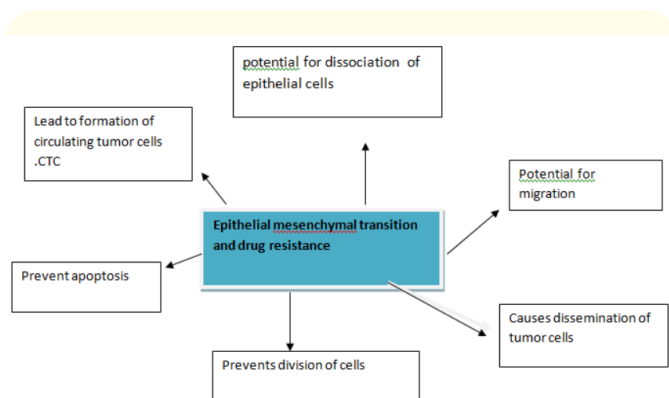 potential for dissociation of
epithelial cells
Lead to formation of
circulating tumor cells
.CTC
Potential for
migration
Epithelial mesenchymal transition
and drug resistance
Prevent apoptosis
Causes dissemination of
tumor cells
Prevents division of cells